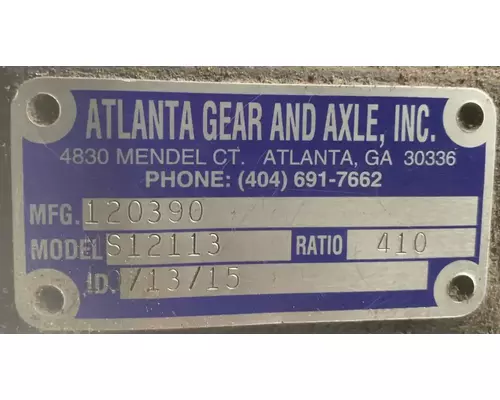 ATLANTA GEAR AND AXLE, INC.
4830 MENDEL CT. ATLANTA, GA 30336
PHONE: (404) 691-7662
MFG. 120390
MODEL S12113 RATIO 410
ID. /13/15